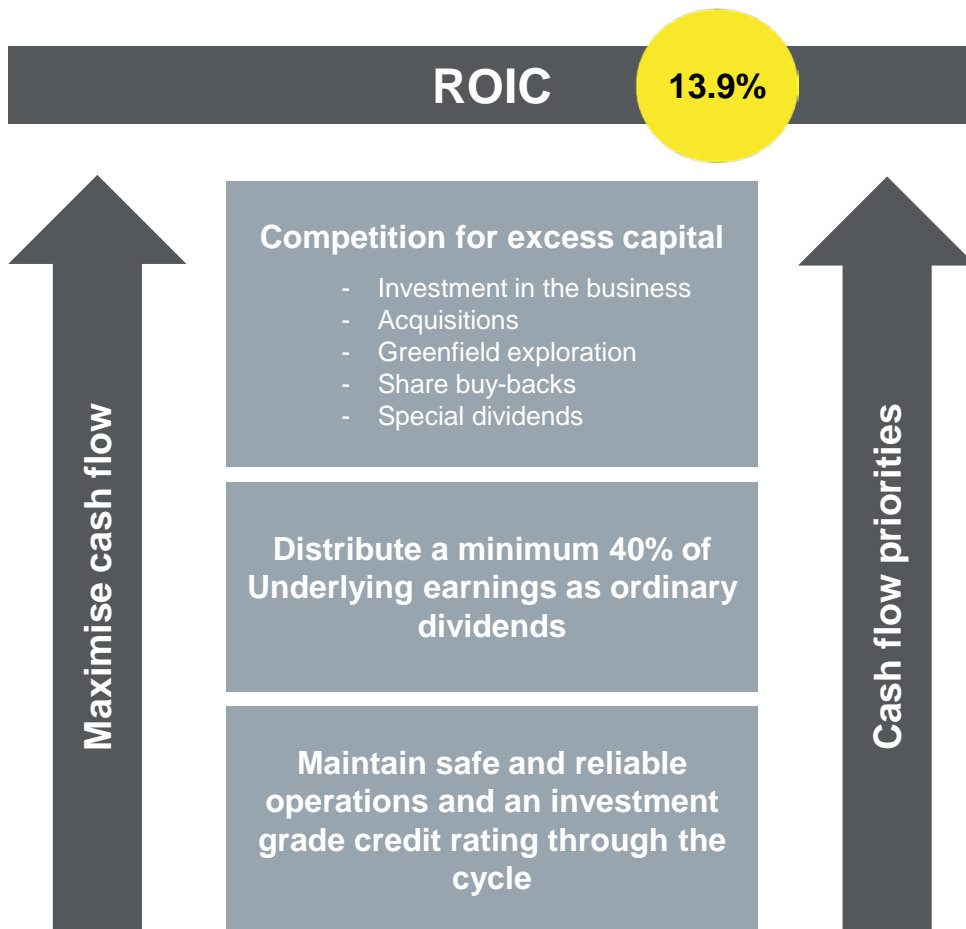 ROIC
13.9%
Competition for excess capital
- Investment in the business
- Acquisitions
- Greenfield exploration
- Share buy-backs
- Special dividends
Distribute a minimum 40% of
Underlying earnings as ordinary
dividends
Maintain safe and reliable
operations and an investment
grade credit rating through the
cycle
Maximise cash flow
Cash flow priorities